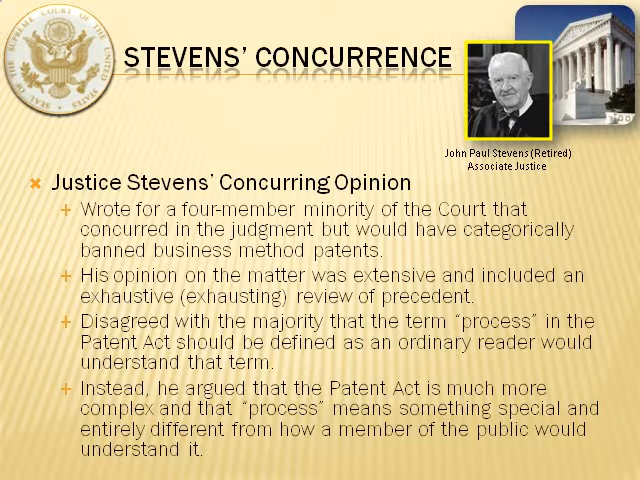 STEVENS’ CONCURRENCE
John Paul Stevens (Retired)
Associate Justice
Justice Stevens’ Concurring Opinion
Wrote for a four-member minority of the Court that
concurred in the judgment but would have categorically
banned business method patents.
His opinion on the matter was extensive and included an
exhaustive (exhausting) review of precedent.
Disagreed with the majority that the term “process” in the
Patent Act should be defined as an ordinary reader would
understand that term.
Instead, he argued that the Patent Act is much more
complex and that “process” means something special and
entirely different from how a member of the public would
understand it.